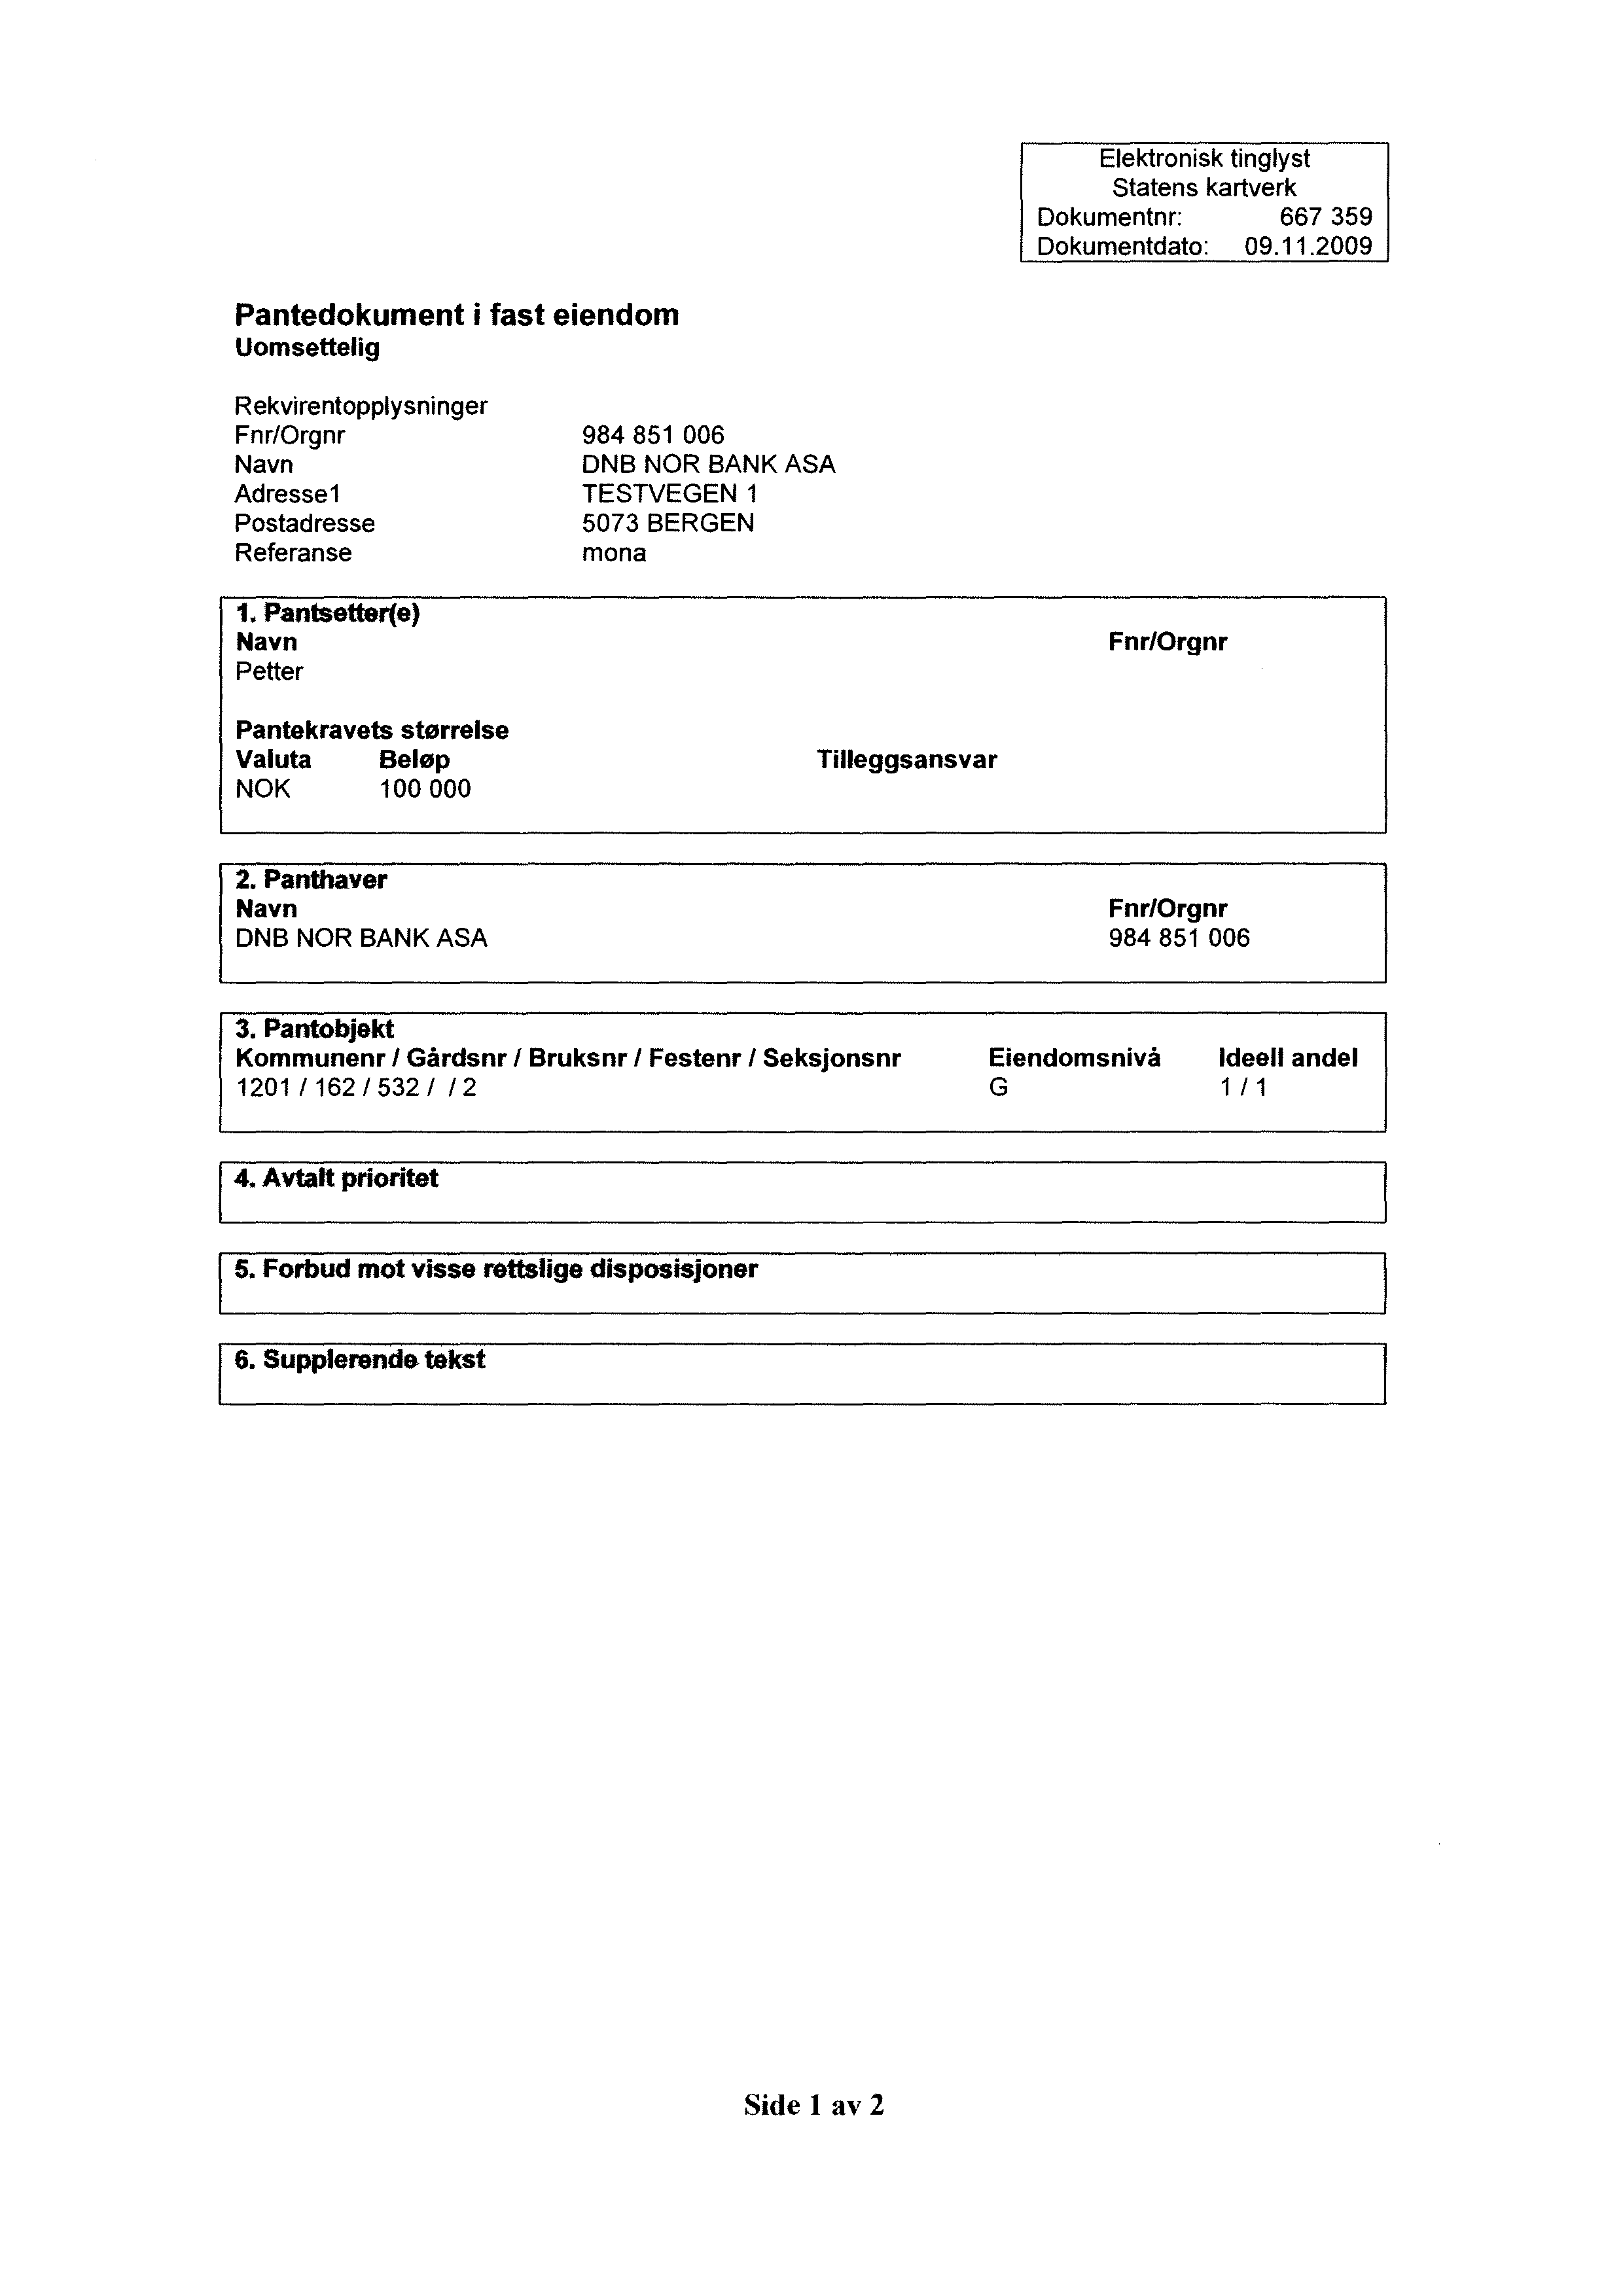 Elektronisk tinglyst
Statens kartverk
Dokumentnr: 667 359
Dokumentdato: 09.11.2009
Pantedokument i fast eiendom
Uomsettelig
Rekvirentopplysninger
Fnr/Orgnr 984 851 006
Navn DNB NOR BANK ASA
Adresse1 TESTVEGEN 1
Postadresse 5073 BERGEN
Referanse mona
1. Pantsetter(e)
Navn Fnr/Orgnr
Petter
Pantekravets størrelse
Valuta Beløp Tilleggsansvar
NOK 100 000
2. Panthaver
Navn Fnr/Orgnr
DNB NOR BANK ASA 984 851 006
3. Pantobjekt
Kommunenr / Gårdsnr / Bruksnr / Festenr / Seksjonsnr Eiendomsnivå Ideell andel
1201 / 162 / 532 / / 2 G 1 / 1
4. Avtalt prioritet
5. Forbud mot visse rettslige disposisjoner
6. Supplerende tekst
Side 1 av 2